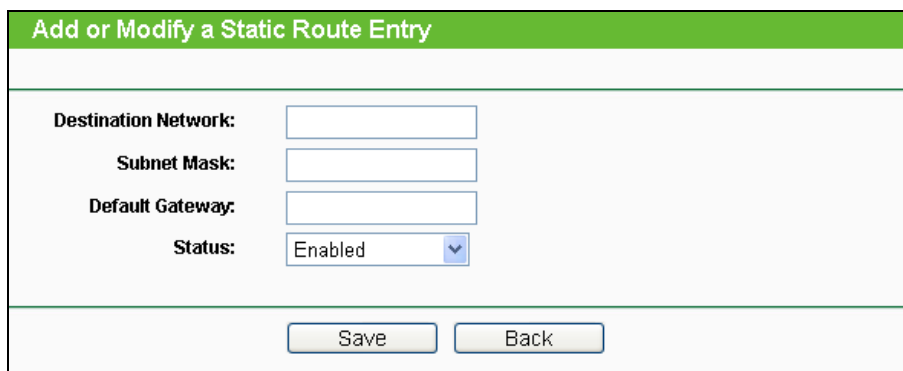 Add or Modify a Static Route Entry
Destination Network:
Subnet Mask:
Default Gateway:
Status: Enabled
Save Back